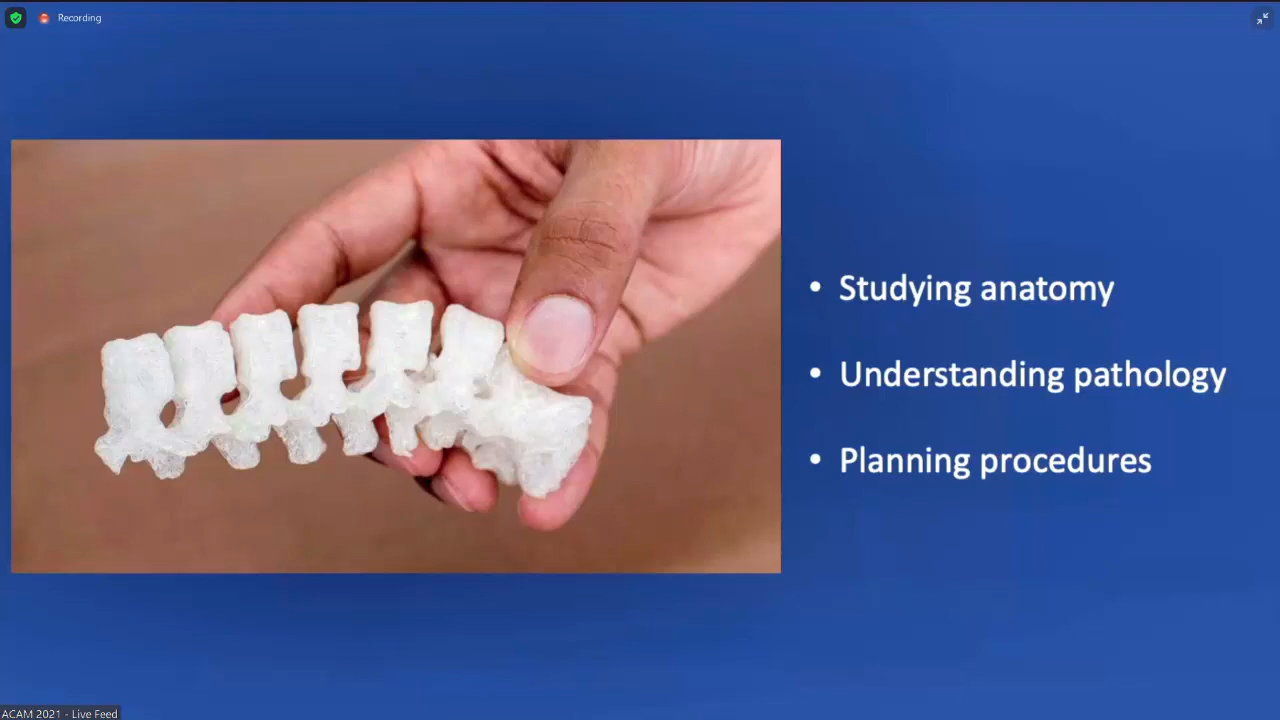 Recording
• Studying anatomy
• Understanding pathology
• Planning procedures
ACAM 2021 - Live Feed